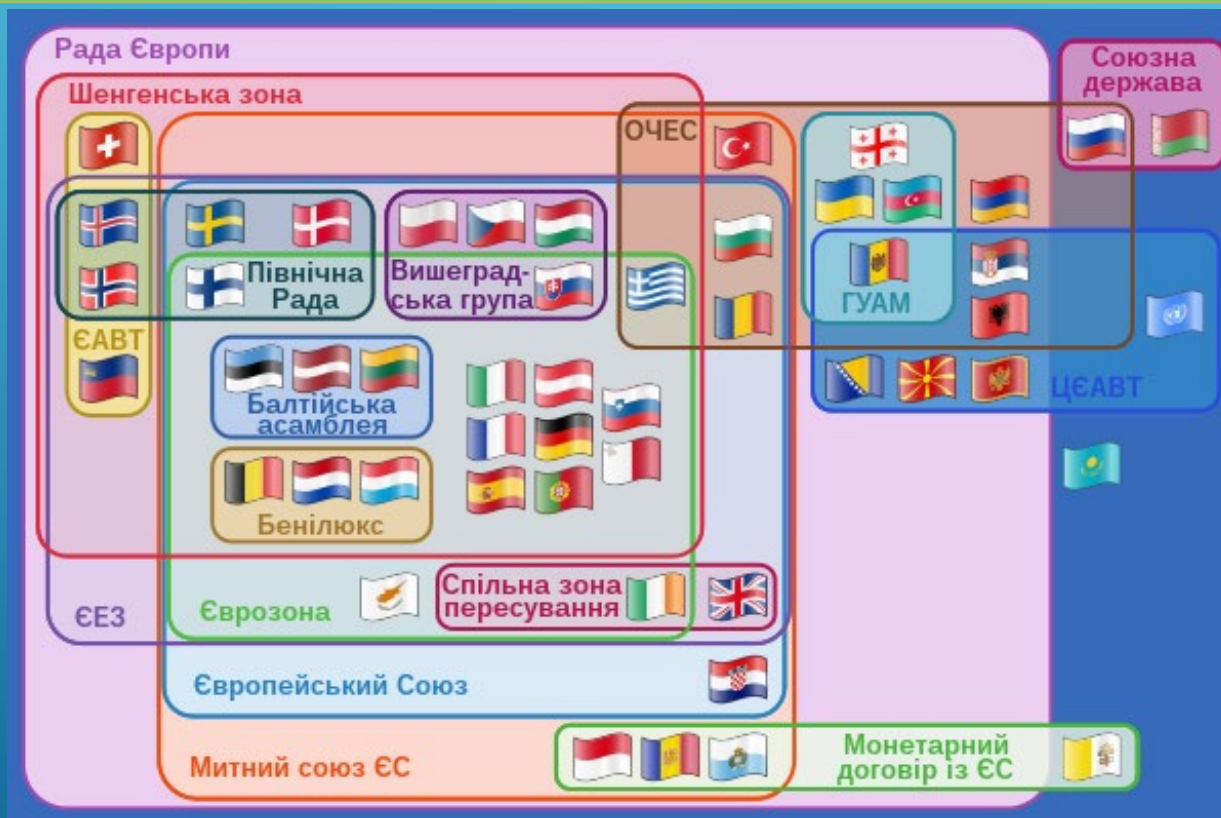 Рада Європи
Союзна
держава
Шенгенська зона
ОЧЕС
Північна
Рада
Вишеград-
ська група
ГУАМ
ЄАВТ
ЦЄАВТ
Балтійська
асамблея
Бенілюкс
Спільна зона
пересування
Єврозона
ЄЕЗ
Європейський Союз
Митний союз ЄС
Монетарний
договір із ЄС